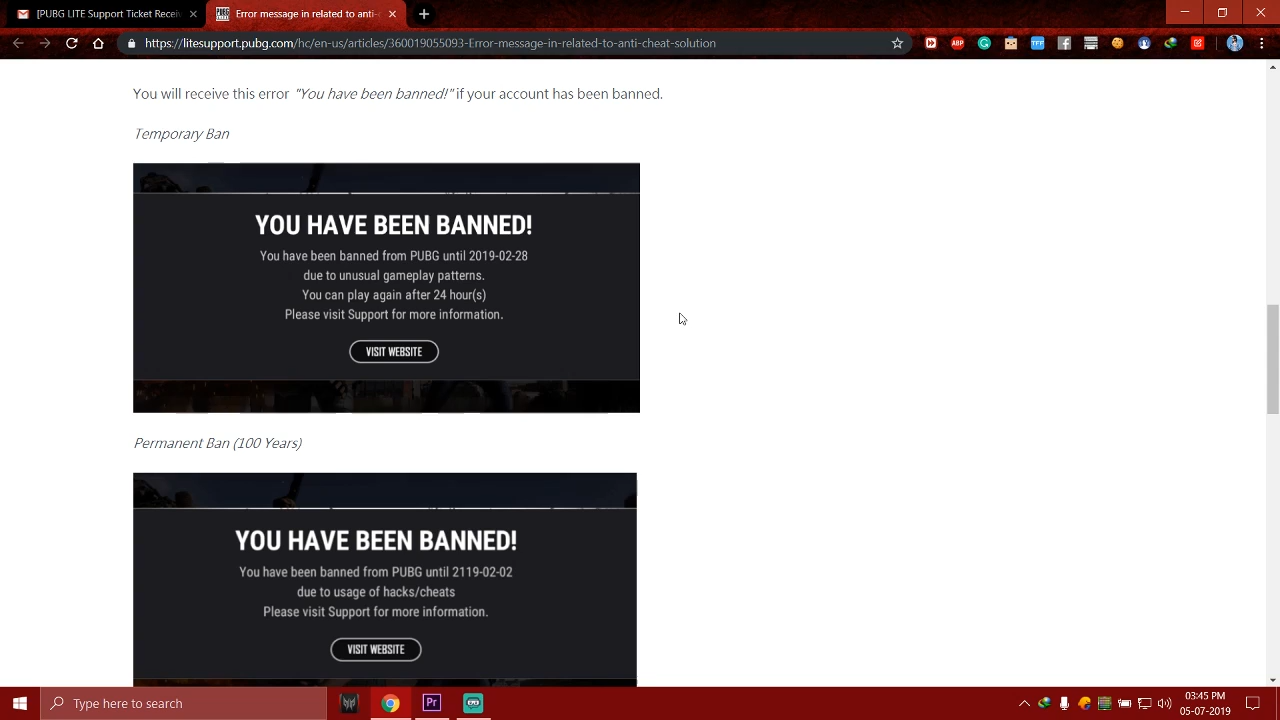 [PUBG LITE Support Ticket Receiv
Error message in related to anti-c
https://litesupport.pubg.com/hc/en-us/articles/360019055093-Error-message-in-related-to-anti-cheat-solution
ABP
TFF
You will receive this error "You have been banned!" if your account has been banned.
Temporary Ban
YOU HAVE BEEN BANNED!
You have been banned from PUBG until 2019-02-28
due to unusual gameplay patterns.
You can play again after 24 hour(s)
Please visit Support for more information.
VISIT WEBSITE
Permanent Ban (100 Years)
YOU HAVE BEEN BANNED!
You have been banned from PUBG until 2119-02-02
due to usage of hacks/cheats
Please visit Support for more information.
VISIT WEBSITE
Type here to search
Pr
03:45 PM
05-07-2019